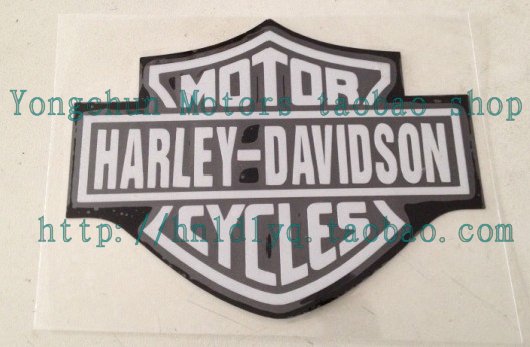 MOTOR
Yongchun Motors taobao shop
HARLEY-DAVIDSON
CYCLES
http://hnldlyq.taobao.com